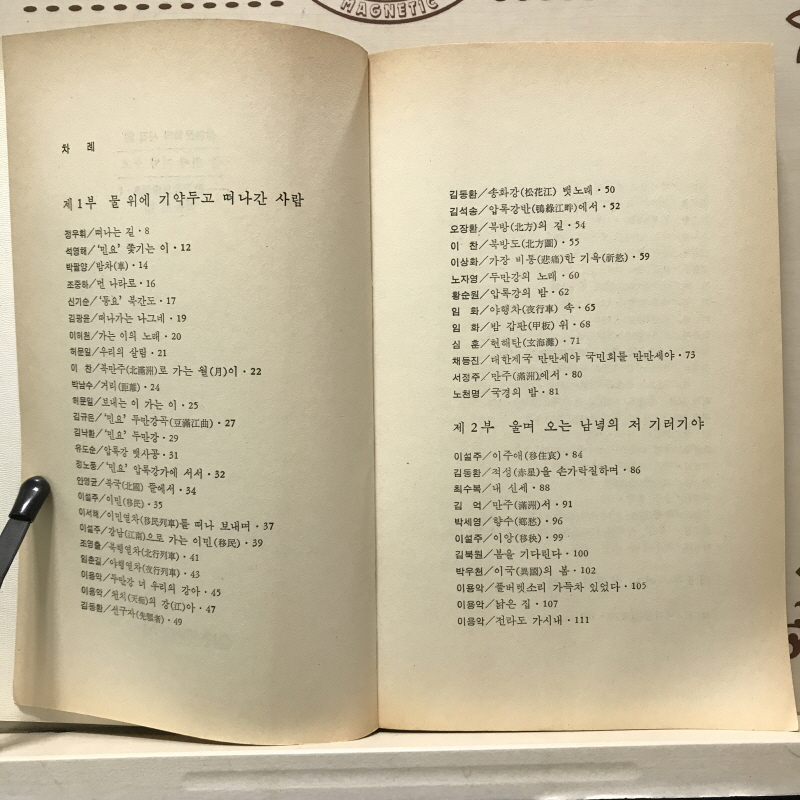 MAGNETIC
차 례
제1부 물 위에 기약두고 떠나간 사람
정우휘/떠나는 길·8
석영해/'민요' 쫓기는 이·12
박팔양/밤차(車)·14
조중하/먼 나라로·16
신기순/'동요' 북간도·17
김광윤/떠나가는 나그네·19
이허천/가는 이의 노래·20
허문일/우리의 살림·21
이 찬/북만주(北滿洲)로 가는 월(月)이·22
박남수/거리(距離)·24
허문일/보내는 이 가는 이·25
김규은/'민요' 두만강곡(豆滿江曲)·27
김낙환/'민요' 두만강·29
유도순/압록강 뱃사공·31
정노풍/'민요' 압록강가에 서서·32
안영균/북국(北國) 뜰에서·34
이설주/이민(移民)·35
이서해/이민열차(移民列車)를 떠나 보내며·37
이설주/강남(江南)으로 가는 이민(移民)·39
조명출/북행열차(北行列車)·41
임춘길/야행열차(夜行列車)·43
이용악/두만강 너 우리의 강아·45
이용악/천치(天痴)의 강(江)아·47
김동환/선구자(先驅者)·49
김동환/송화강(松花江) 뱃노래·50
김석송/압록강반(鴨綠江畔)에서·52
오장환/북방(北方)의 길·54
이 찬/북방도(北方圖)·55
이상화/가장 비통(悲痛)한 기욕(祈慾)·59
노자영/두만강의 노래·60
황순원/압록강의 밤·62
임 화/야행차(夜行車) 속·65
임 화/밤 갑판(甲板) 위·68
심 훈/현해탄(玄海灘)·71
채동진/대한제국 만만세야 국민회를 만만세야·73
서정주/만주(滿洲)에서·80
노천명/국경의 밤·81
제2부 울며 오는 남녘의 저 기러기야
이설주/이주애(移住哀)·84
김동환/적성(赤星)을 손가락질하며·86
최수복/내 신세·88
김 억/만주(滿洲)서·91
박세영/향수(鄕愁)·96
이설주/이앙(移秧)·99
김북원/봄을 기다린다·100
박우천/이국(異國)의 봄·102
이용악/풀버렛소리 가득차 있었다·105
이용악/낡은 집·107
이용악/전라도 가시내·111